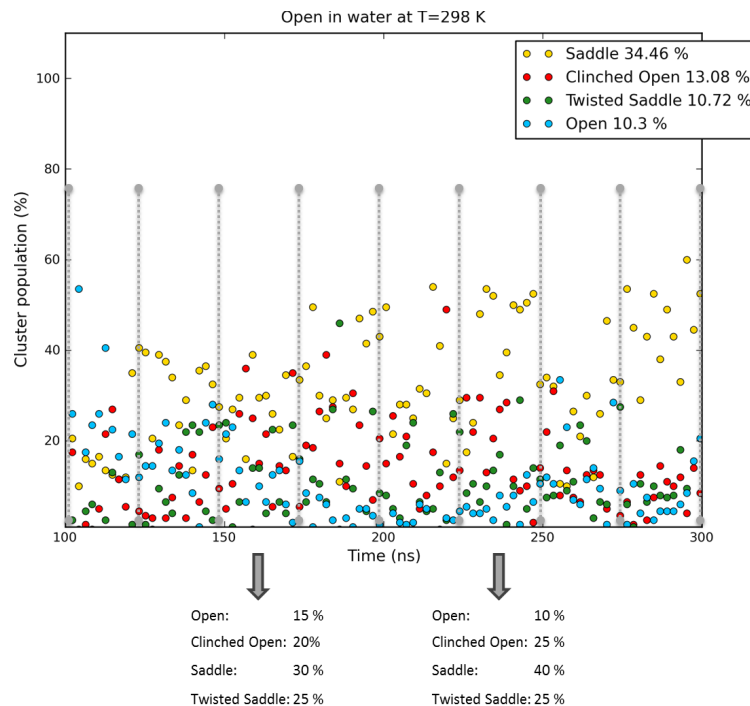 Open in water at T=298 K
Saddle 34.46 %
Clinched Open 13.08 %
Twisted Saddle 10.72 %
Open 10.3 %
Cluster population (%)
100
80
60
40
20
100
150
200
250
300
Time (ns)
Open: 15 %
Clinched Open: 20%
Saddle: 30 %
Twisted Saddle: 25 %
Open: 10 %
Clinched Open: 25 %
Saddle: 40 %
Twisted Saddle: 25 %